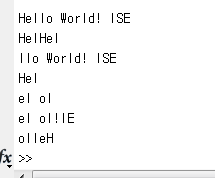 Hello World! ISE
HelHel
llo World! ISE
Hel
el ol
el ol!IE
olleH
fx >>